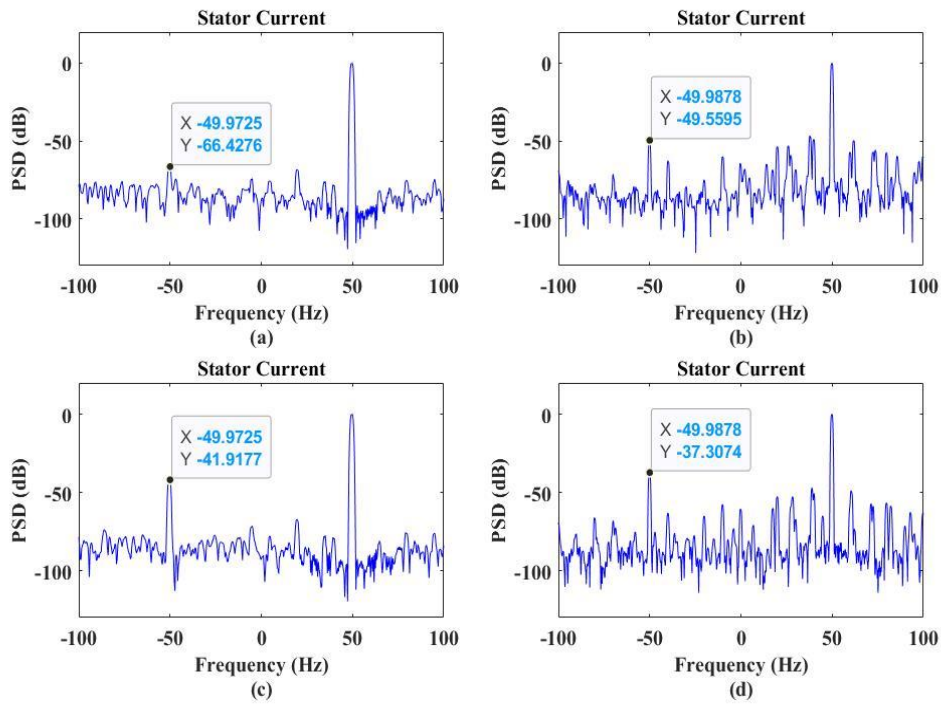 Stator Current
PSD (dB)
0
-50
-100
X -49.9725
Y -66.4276
-100 -50 0 50 100
Frequency (Hz)
(a)
Stator Current
PSD (dB)
0
-50
-100
X -49.9878
Y -49.5595
-100 -50 0 50 100
Frequency (Hz)
(b)
Stator Current
PSD (dB)
0
-50
-100
X -49.9725
Y -41.9177
-100 -50 0 50 100
Frequency (Hz)
(c)
Stator Current
PSD (dB)
0
-50
-100
X -49.9878
Y -37.3074
-100 -50 0 50 100
Frequency (Hz)
(d)